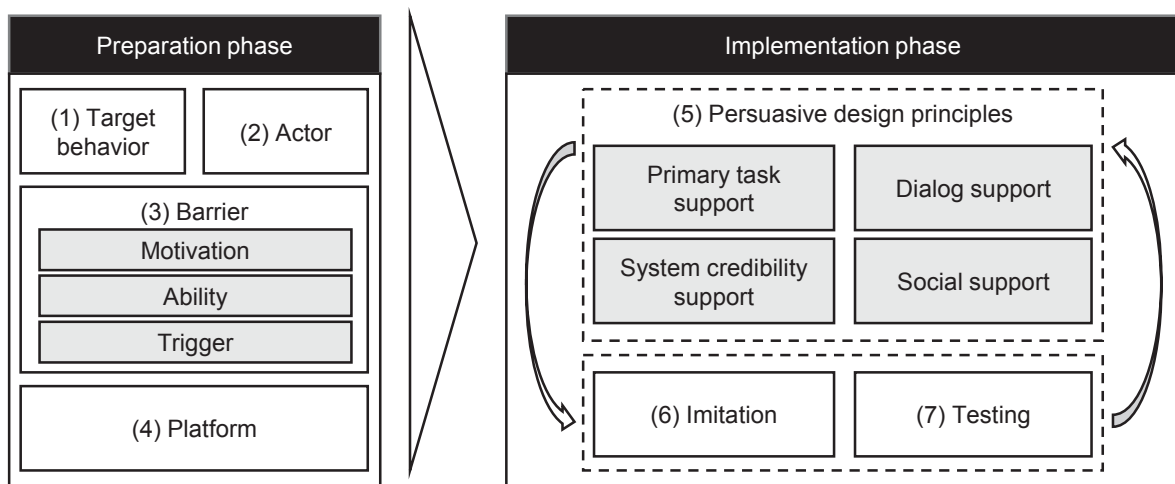 Preparation phase
(1) Target
behavior
(2) Actor
(3) Barrier
Motivation
Ability
Trigger
(4) Platform
Implementation phase
(5) Persuasive design principles
Primary task
support
Dialog support
System credibility
support
Social support
(6) Imitation
(7) Testing